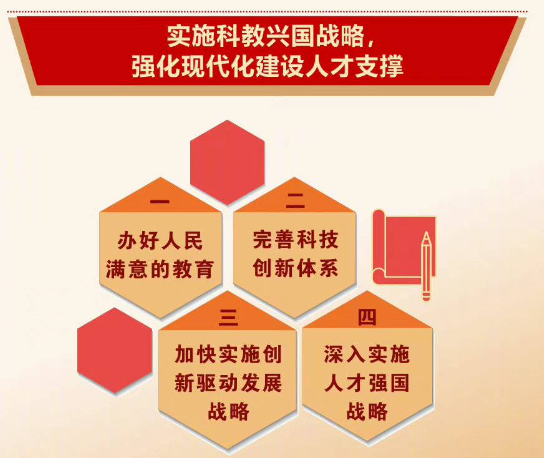 实施科教兴国战略，
强化现代化建设人才支撑
一
办好人民
满意的教育
二
完善科技
创新体系
三
加快实施创
新驱动发展
战略
四
深入实施
人才强国
战略